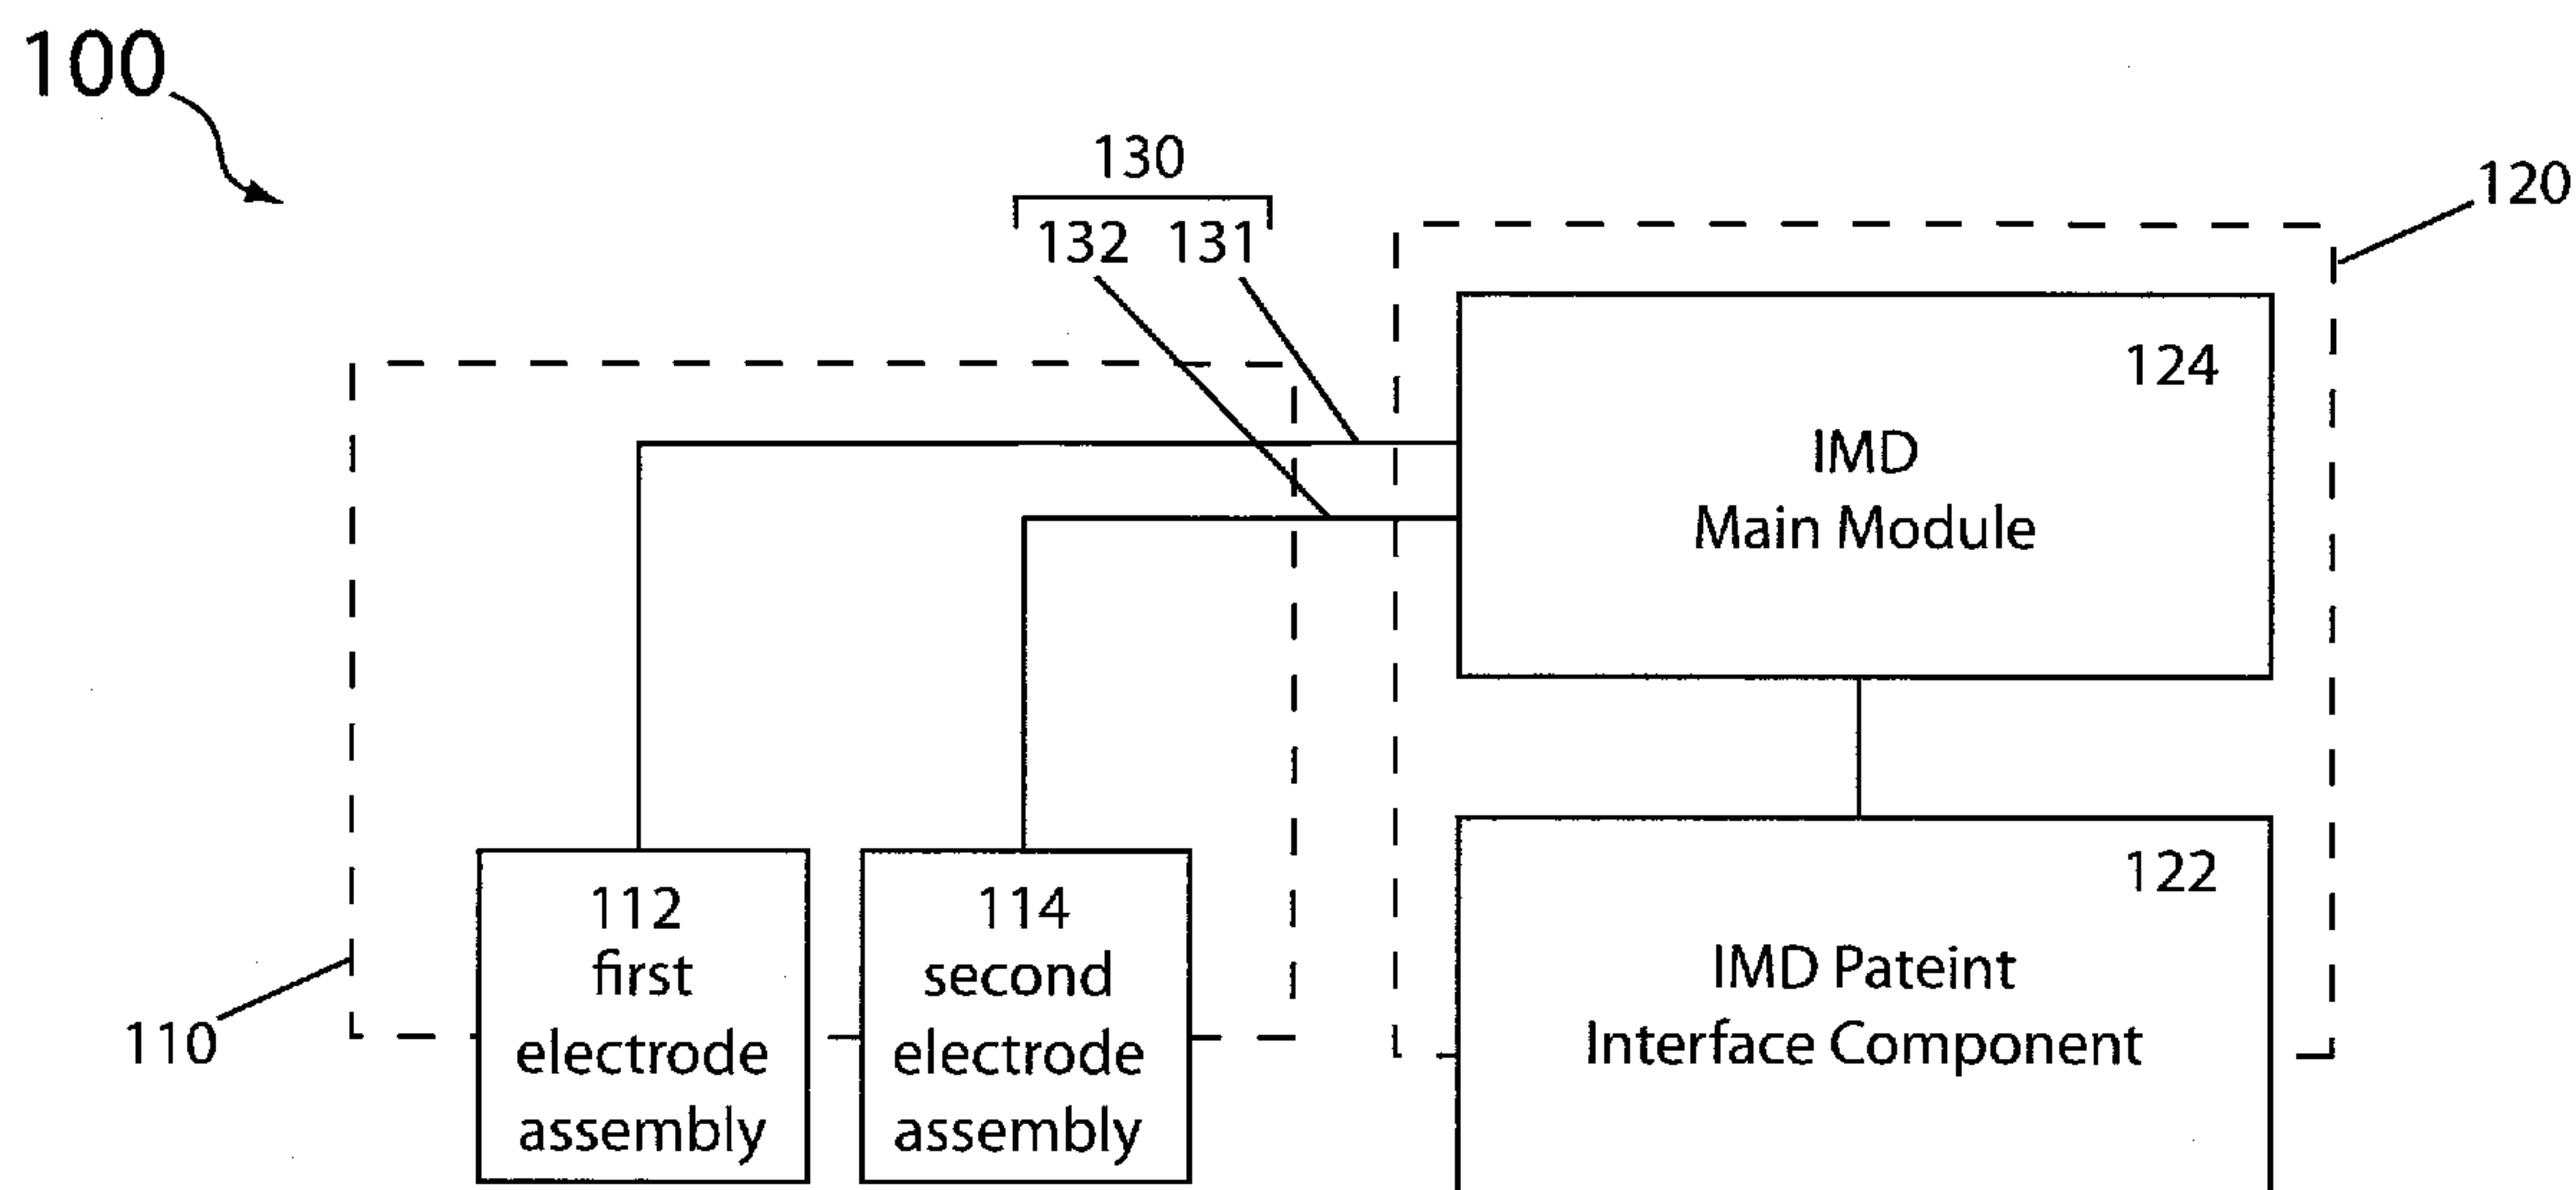 100
130
132 131
120
124
IMD
Main Module
110
112
first
electrode
assembly
114
second
electrode
assembly
122
IMD Pateint
Interface Component